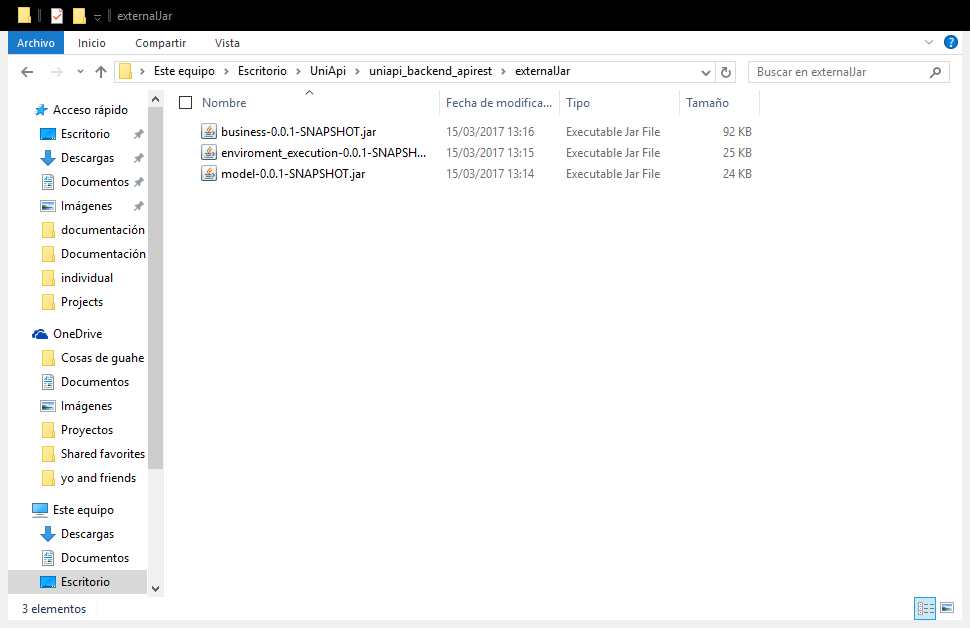 externalJar
Archivo Inicio Compartir Vista ?
Este equipo Escritorio UniApi uniapi_backend_apirest externalJar Buscar en externalJar
Nombre Fecha de modifica... Tipo Tamaño
business-0.0.1-SNAPSHOT.jar 15/03/2017 13:16 Executable Jar File 92 KB
enviroment_execution-0.0.1-SNAPSH... 15/03/2017 13:15 Executable Jar File 25 KB
model-0.0.1-SNAPSHOT.jar 15/03/2017 13:14 Executable Jar File 24 KB
Acceso rápido
Escritorio
Descargas
Documentos
Imágenes
documentación
Documentación
individual
Projects
OneDrive
Cosas de guahe
Documentos
Imágenes
Proyectos
Shared favorites
yo and friends
Este equipo
Descargas
Documentos
Escritorio
3 elementos